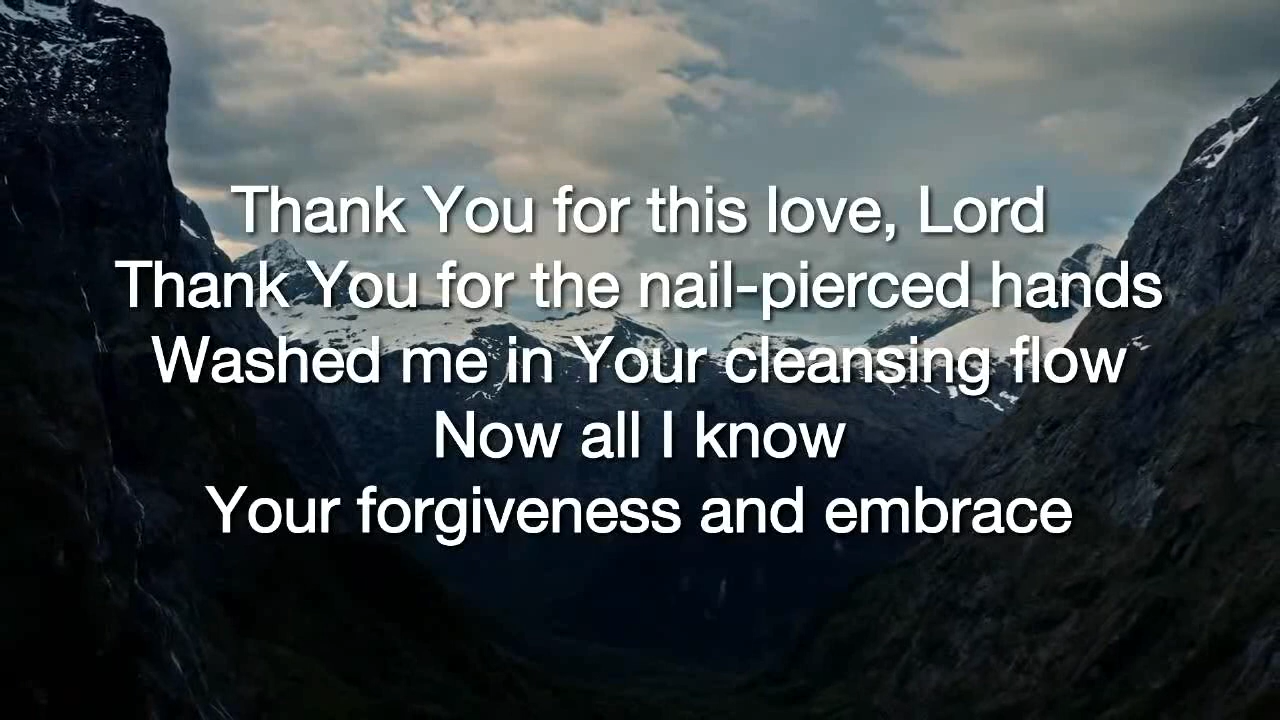 Thank You for this love, Lord
Thank You for the nail-pierced hands
Washed me in Your cleansing flow
Now all I know
Your forgiveness and embrace